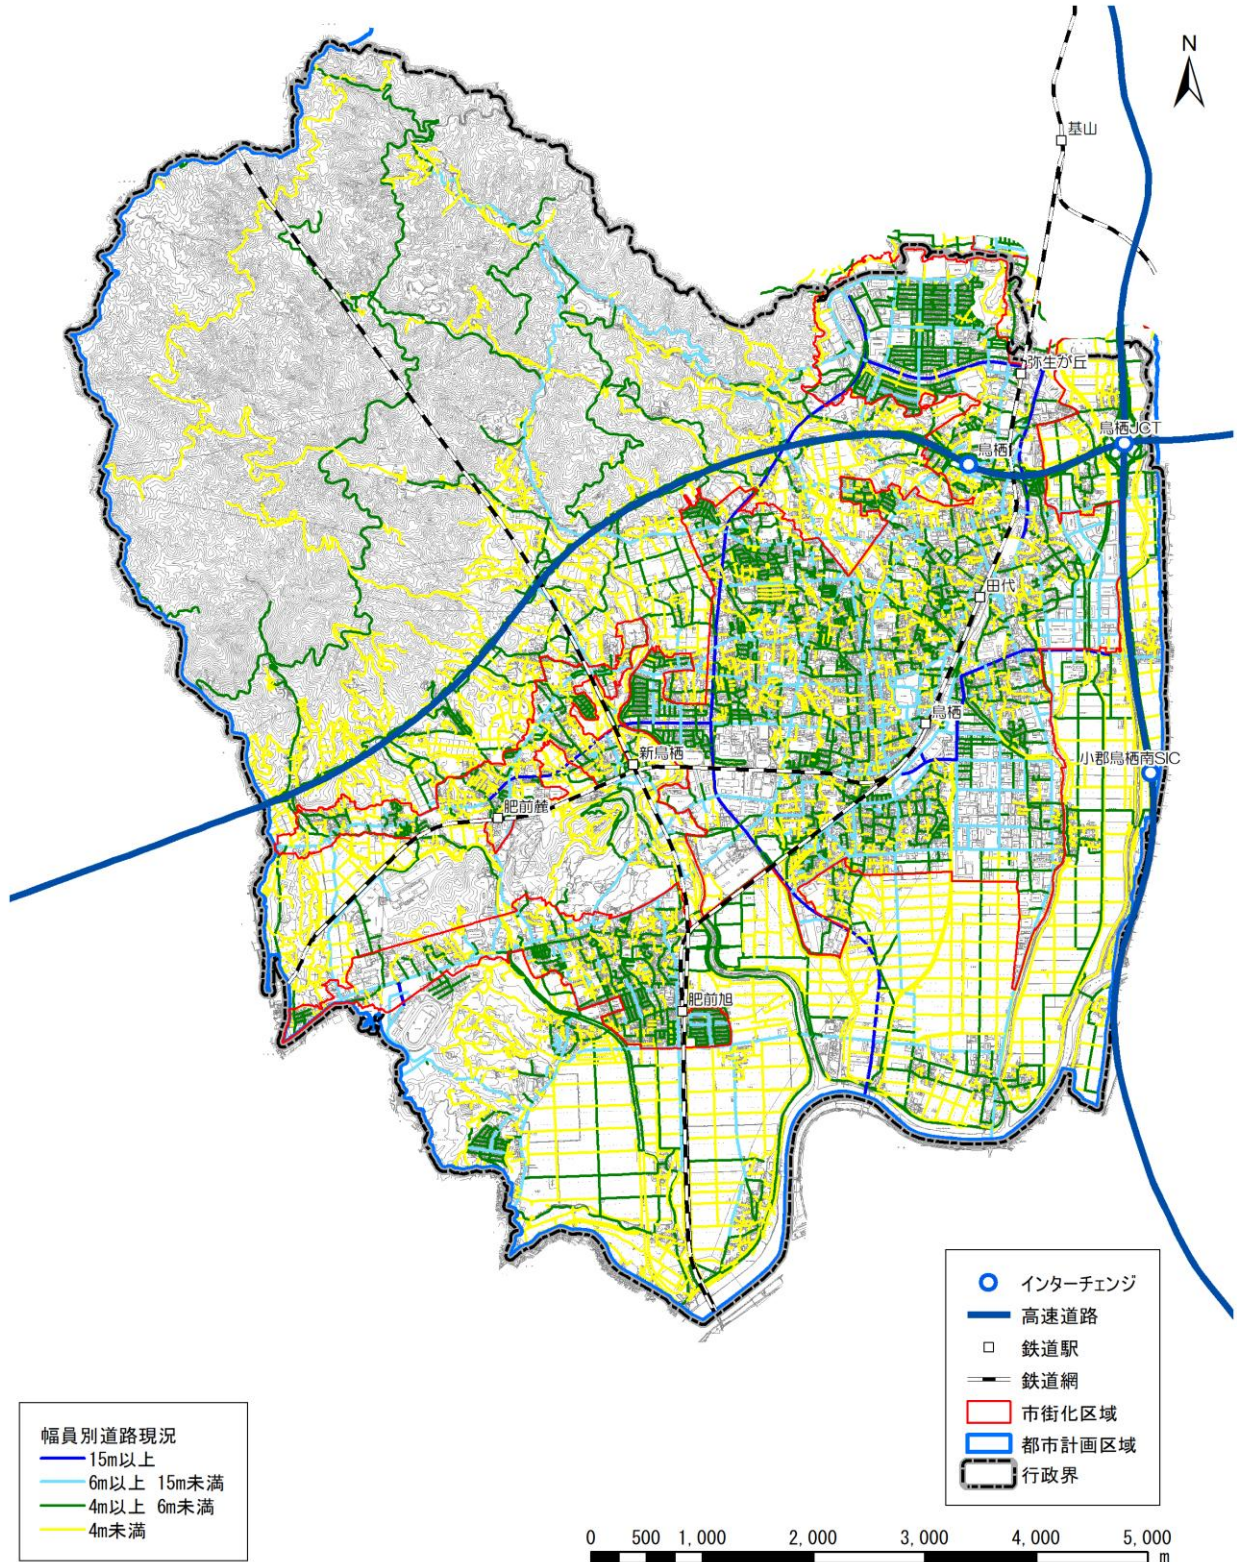 N
基山
弥生が丘
鳥栖JCT
鳥栖
田代
鳥栖
小郡鳥栖南SIC
新鳥栖
肥前麓
肥前旭
インターチェンジ
高速道路
鉄道駅
鉄道網
市街化区域
都市計画区域
行政界
幅員別道路現況
15m以上
6m以上 15m未満
4m以上 6m未満
4m未満
0 500 1,000 2,000 3,000 4,000 5,000
m